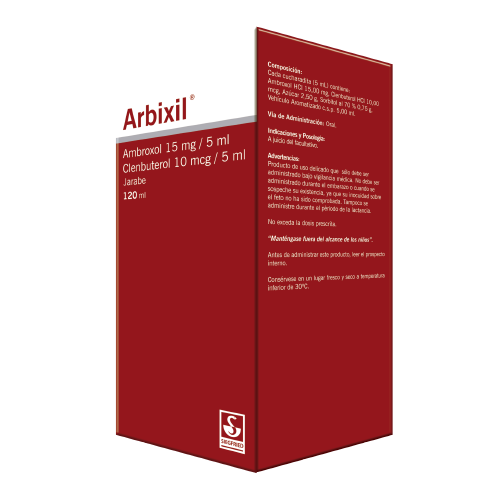 Arbixil®
Ambroxol 15 mg / 5 ml
Clenbuterol 10 mcg / 5 ml
Jarabe
120 ml
SIEGFRIED
Composición:
Cada cucharadita (5 mL) contiene:
Ambroxol HCl 15,00 mg, Clenbuterol HCl 10,00
mcg, Azúcar 2,50 g, Sorbitol al 70 % 0,75 g,
Vehículo Aromatizado c.s.p. 5,00 ml.
Vía de Administración: Oral.
Indicaciones y Posología:
A juicio del facultativo.
Advertencias:
Producto de uso delicado que sólo debe ser
administrado bajo vigilancia médica. No debe ser
administrado durante el embarazo o cuando se
sospeche su existencia, ya que su inocuidad sobre
el feto no ha sido comprobada. Tampoco se
administre durante el período de la lactancia.
No exceda la dosis prescrita.
"Manténgase fuera del alcance de los niños".
Antes de administrar este producto, leer el prospecto
interno.
Consérvese en un lugar fresco y seco a temperatura
inferior de 30ºC.